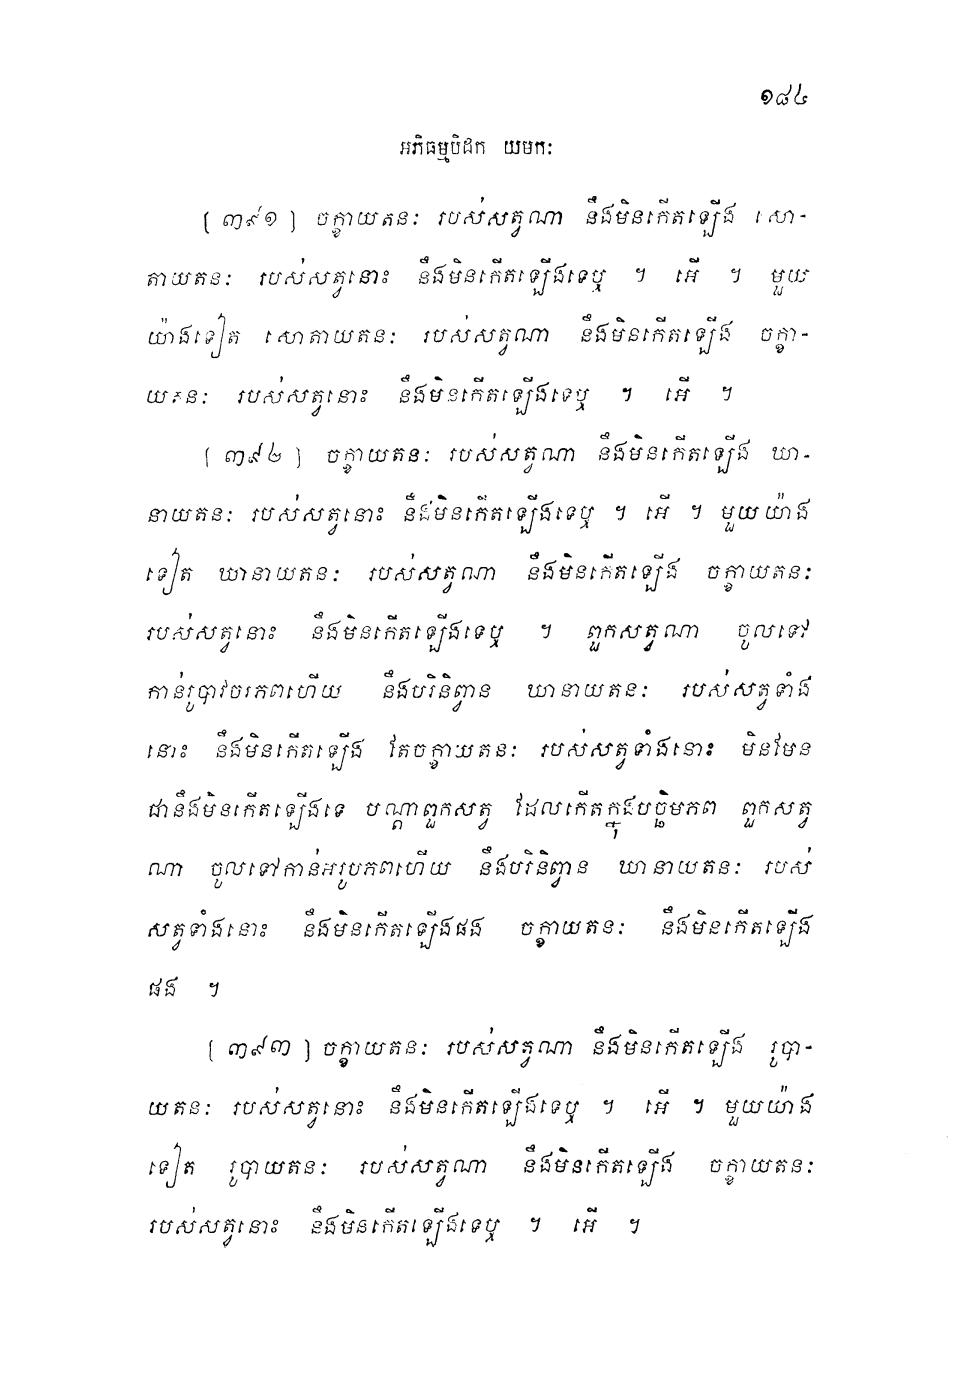 ១៨៤
អភិធម្មបិដក យមកៈ
[ ៣៩១ ] ចក្ខាយតនៈ របស់សត្វណា នឹងមិនកើតឡើង សោ-
តាយតនៈ របស់សត្វនោះ នឹងមិនកើតឡើងទេឬ ។ អើ ។ មួយ
យ៉ាងទៀត សោតាយតនៈ របស់សត្វណា នឹងមិនកើតឡើង ចក្ខា-
យតនៈ របស់សត្វនោះ នឹងមិនកើតឡើងទេឬ ។ អើ ។
[ ៣៩២ ] ចក្ខាយតនៈ របស់សត្វណា នឹងមិនកើតឡើង ឃា-
នាយតនៈ របស់សត្វនោះ នឹងមិនកើតឡើងទេឬ ។ អើ ។ មួយយ៉ាង
ទៀត ឃានាយតនៈ របស់សត្វណា នឹងមិនកើតឡើង ចក្ខាយតនៈ
របស់សត្វនោះ នឹងមិនកើតឡើងទេឬ ។ ពួកសត្វណា ចូលទៅ
កាន់រូបាវចរភពហើយ នឹងបរិនិព្វាន ឃានាយតនៈ របស់សត្វទាំង
នោះ នឹងមិនកើតឡើង តែចក្ខាយតនៈ របស់សត្វទាំងនោះ មិនមែន
ជានឹងមិនកើតឡើងទេ បណ្តាពួកសត្វ ដែលកើតក្នុងបច្ឆិមភព ពួកសត្វ
ណា ចូលទៅកាន់អរូបភពហើយ នឹងបរិនិព្វាន ឃានាយតនៈ របស់
សត្វទាំងនោះ នឹងមិនកើតឡើងផង ចក្ខាយតនៈ នឹងមិនកើតឡើង
ផង ។
[ ៣៩៣ ] ចក្ខាយតនៈ របស់សត្វណា នឹងមិនកើតឡើង រូបា-
យតនៈ របស់សត្វនោះ នឹងមិនកើតឡើងទេឬ ។ អើ ។ មួយយ៉ាង
ទៀត រូបាយតនៈ របស់សត្វណា នឹងមិនកើតឡើង ចក្ខាយតនៈ
របស់សត្វនោះ នឹងមិនកើតឡើងទេឬ ។ អើ ។